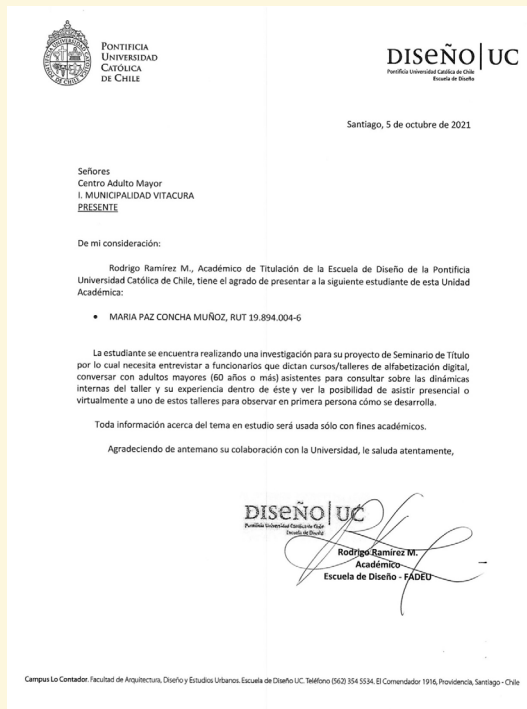 PONTIFICIA
UNIVERSIDAD
CATÓLICA
DE CHILE
DISEÑO|UC
Pontificia Universidad Católica de Chile
Escuela de Diseño
Santiago, 5 de octubre de 2021
Señores
Centro Adulto Mayor
I. MUNICIPALIDAD VITACURA
PRESENTE
De mi consideración:
Rodrigo Ramírez M., Académico de Titulación de la Escuela de Diseño de la Pontificia
Universidad Católica de Chile, tiene el agrado de presentar a la siguiente estudiante de esta Unidad
Académica:
• MARIA PAZ CONCHA MUÑOZ, RUT 19.894.004-6
La estudiante se encuentra realizando una investigación para su proyecto de Seminario de Título
por lo cual necesita entrevistar a funcionarios que dictan cursos/talleres de alfabetización digital,
conversar con adultos mayores (60 años o más) asistentes para consultar sobre las dinámicas
internas del taller y su experiencia dentro de éste y ver la posibilidad de asistir presencial o
virtualmente a uno de estos talleres para observar en primera persona cómo se desarrolla.
Toda información acerca del tema en estudio será usada sólo con fines académicos.
Agradeciendo de antemano su colaboración con la Universidad, le saluda atentamente,
DISEÑO|UC
Pontificia Universidad Católica de Chile
Escuela de Diseño
Rodrigo Ramírez M.
Académico
Escuela de Diseño - FADEU
Campus Lo Contador. Facultad de Arquitectura, Diseño y Estudios Urbanos. Escuela de Diseño UC. Teléfono (562) 354 5534. El Comendador 1916, Providencia, Santiago - Chile